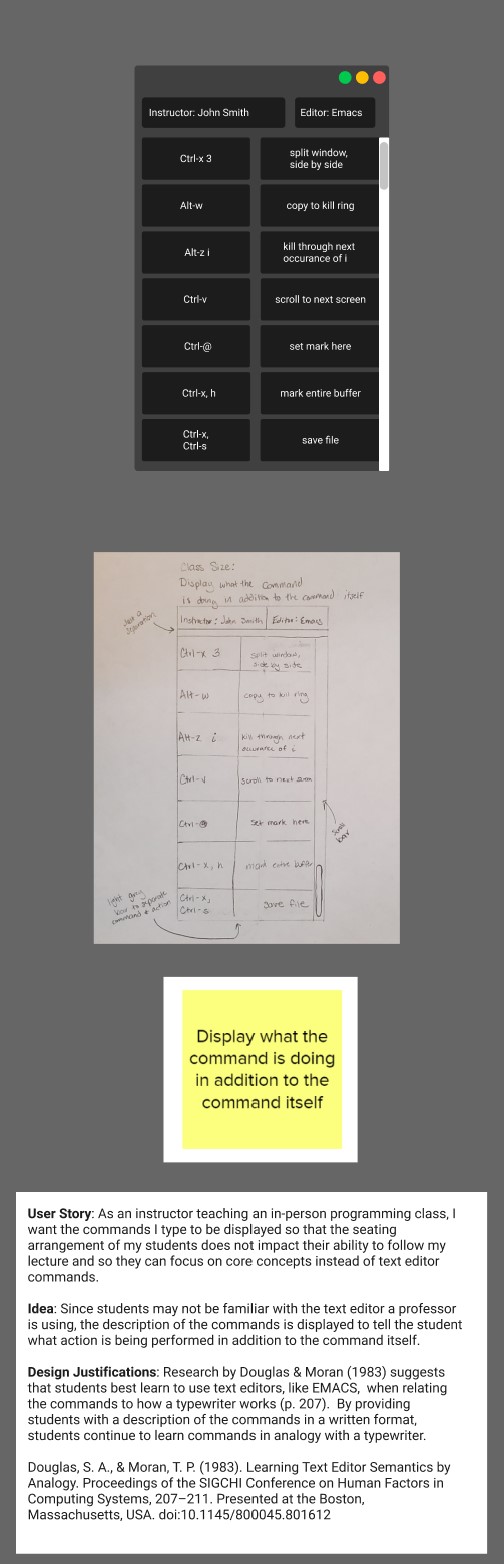 Instructor: John Smith
Editor: Emacs
Ctrl-x 3
split window,
side by side
Alt-w
copy to kill ring
Alt-z i
kill through next
occurance of i
Ctrl-v
scroll to next screen
Ctrl-@
set mark here
Ctrl-x, h
mark entire buffer
Ctrl-x,
Ctrl-s
save file
Class Size:
Display what the command
is doing in addition to the command itself
Instructor: John Smith
Editor: Emacs
Ctrl-x 3
split window,
side by side
Alt-w
copy to kill ring
Alt-z i
kill through next
occurance of i
Ctrl-v
scroll to next
Ctrl-@
set mark here
scroll
bar
Ctrl-x, h
mark entire buffer
light grey
to separate
command + action
Ctrl-x,
Ctrl-s
save file
Display what the
command is doing
in addition to the
command itself
User Story: As an instructor teaching an in-person programming class, I
want the commands I type to be displayed so that the seating
arrangement of my students does not impact their ability to follow my
lecture and so they can focus on core concepts instead of text editor
commands.
Idea: Since students may not be familiar with the text editor a professor
is using, the description of the commands is displayed to tell the student
what action is being performed in addition to the command itself.
Design Justifications: Research by Douglas & Moran (1983) suggests
that students best learn to use text editors, like EMACS, when relating
the commands to how a typewriter works (p. 207). By providing
students with a description of the commands in a written format,
students continue to learn commands in analogy with a typewriter.
Douglas, S. A., & Moran, T. P. (1983). Learning Text Editor Semantics by
Analogy. Proceedings of the SIGCHI Conference on Human Factors in
Computing Systems, 207–211. Presented at the Boston,
Massachusetts, USA. doi:10.1145/800045.801612